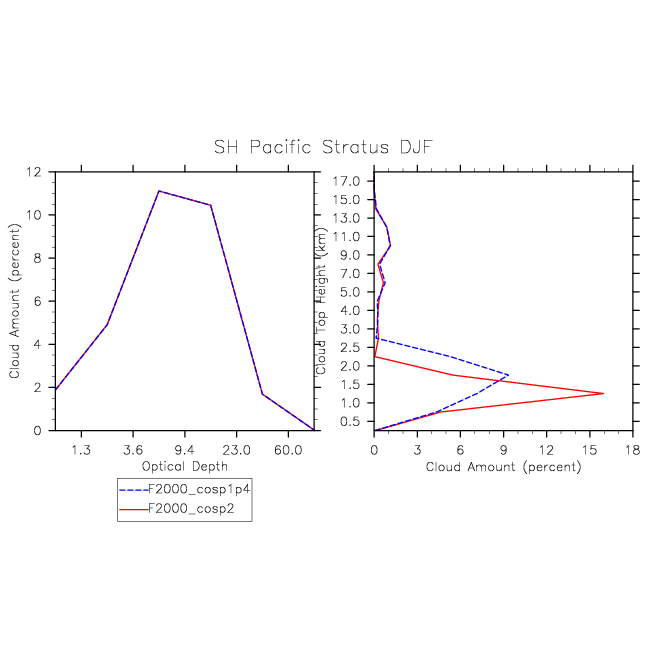 SH Pacific Stratus DJF
Cloud Amount (percent)
12
10
8
6
4
2
0
1.3 3.6 9.4 23.0 60.0
Optical Depth
Cloud Top Height (km)
17.0
15.0
13.0
11.0
9.0
7.0
5.0
4.0
3.0
2.5
2.0
1.5
1.0
0.5
0 3 6 9 12 15 18
Cloud Amount (percent)
F2000_cosp1p4
F2000_cosp2